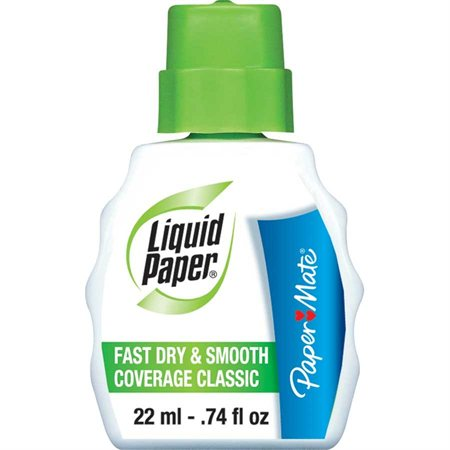 Liquid
Paper®
FAST DRY & SMOOTH
COVERAGE CLASSIC
22 ml - .74 fl oz
Paper Mate®